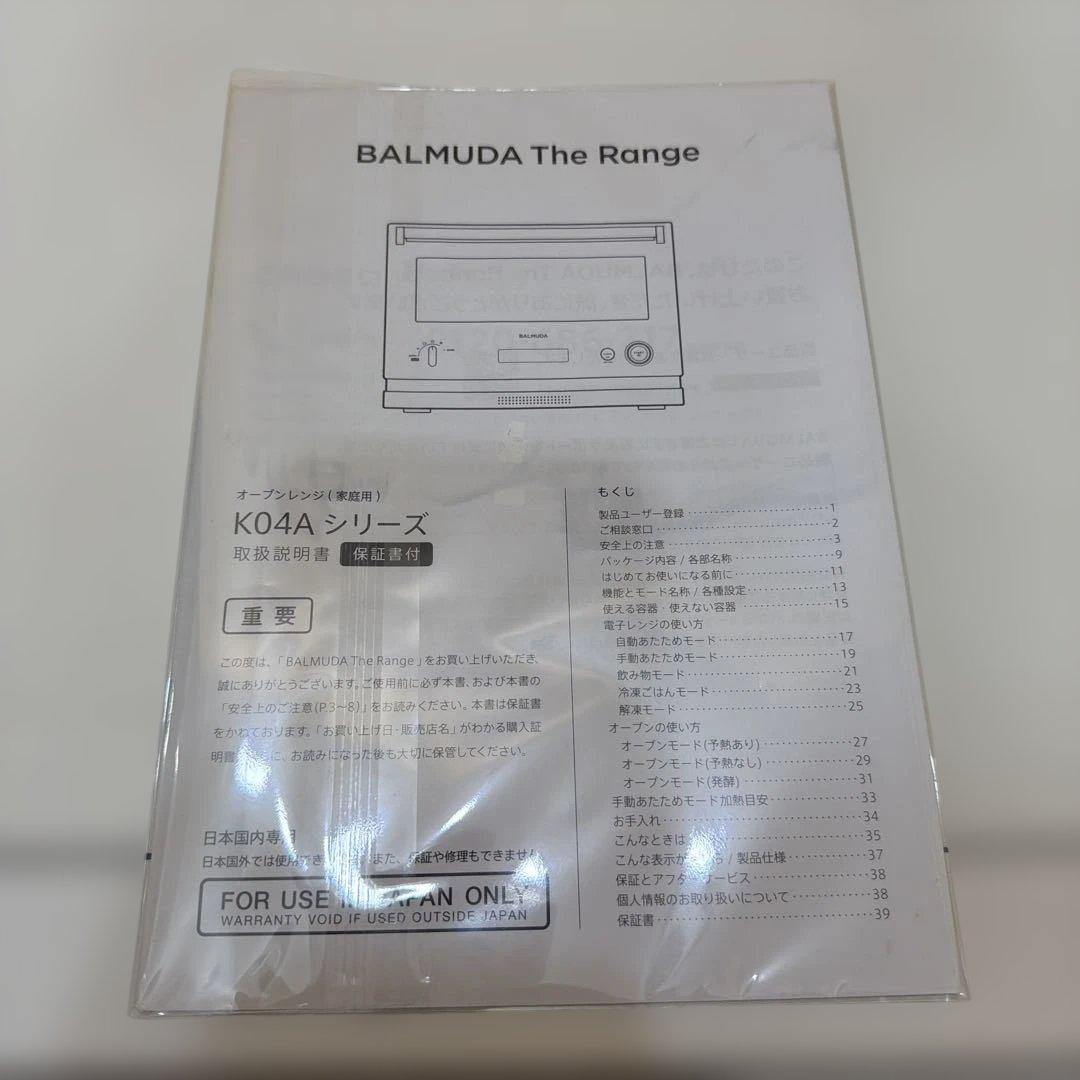 BALMUDA The Range
BALMUDA
オーブンレンジ(家庭用)
K04A シリーズ
取扱説明書 保証書付
重要
この度は、「BALMUDA The Range」をお買い上げいただき、
誠にありがとうございます。ご使用前に必ず本書、および本書の
「安全上のご注意(P.3~8)」をお読みください。本書は保証書
をかねております。「お買い上げ日・販売店名」がわかる購入証
明書 に、お読みになった後も大切に保管してください。
日本国内専用
日本国外では使用でき また、保証や修理もできません
FOR USE IN JAPAN ONLY
WARRANTY VOID IF USED OUTSIDE JAPAN
もくじ
製品ユーザー登録 ・・・・・・・・・・ 1
ご相談窓口 ・・・・・・・・・・ 2
安全上の注意 ・・・・・・・・・・ 3
パッケージ内容 / 各部名称 ・・・・・・・・・・ 9
はじめてお使いになる前に ・・・・・・・・・・ 11
機能とモード名称 / 各種設定 ・・・・・・・・・・ 13
使える容器・使えない容器 ・・・・・・・・・・ 15
電子レンジの使い方
自動あたためモード ・・・・・・・・・・ 17
手動あたためモード ・・・・・・・・・・ 19
飲み物モード ・・・・・・・・・・ 21
冷凍ごはんモード ・・・・・・・・・・ 23
解凍モード ・・・・・・・・・・ 25
オーブンの使い方
オーブンモード(予熱あり) ・・・・・・・・・・ 27
オーブンモード(予熱なし) ・・・・・・・・・・ 29
オーブンモード(発酵) ・・・・・・・・・・ 31
手動あたためモード加熱目安 ・・・・・・・・・・ 33
お手入れ ・・・・・・・・・・ 34
こんなときは ・・・・・・・・・・ 35
こんな表示が ら / 製品仕様 ・・・・・・・・・・ 37
保証とアフターサービス ・・・・・・・・・・ 38
個人情報のお取り扱いについて ・・・・・・・・・・ 38
保証書 ・・・・・・・・・・ 39